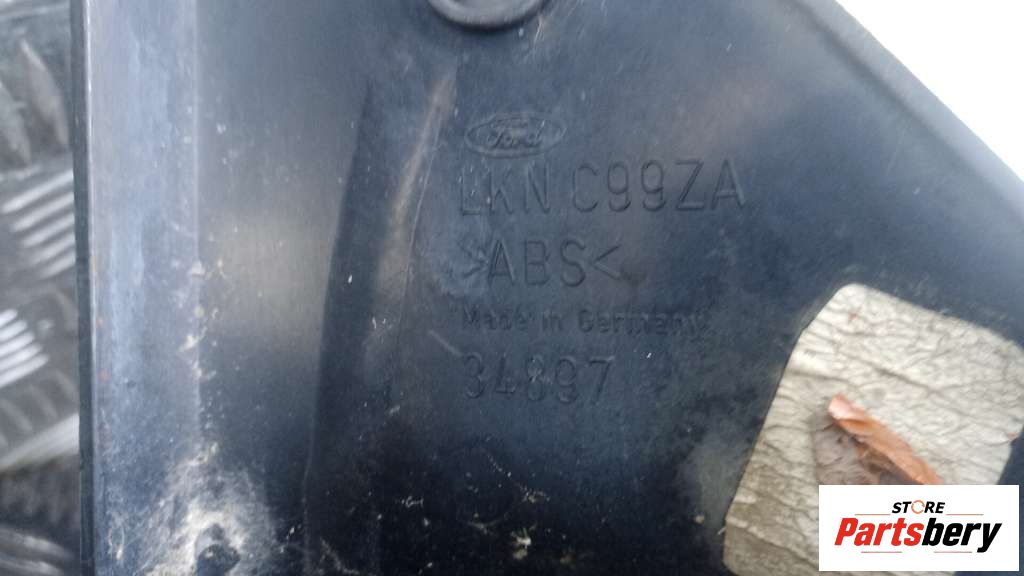 Ford
LKN C99ZA
>ABS<
Made in Germany
34897
STORE
Partsbery